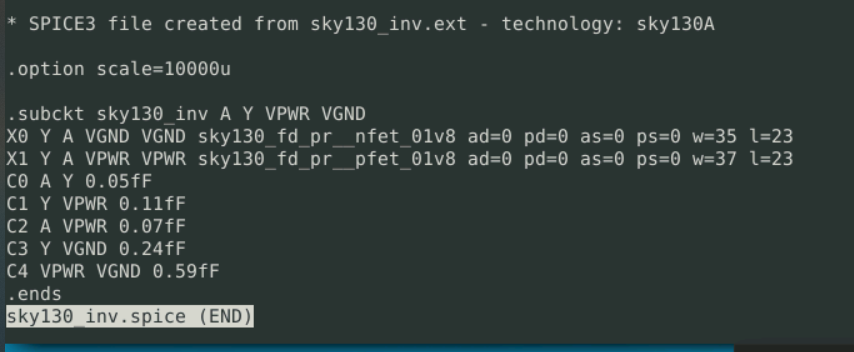 * SPICE3 file created from sky130_inv.ext - technology: sky130A
.option scale=10000u
.subckt sky130_inv A Y VPWR VGND
X0 Y A VGND VGND sky130_fd_pr__nfet_01v8 ad=0 pd=0 as=0 ps=0 w=35 l=23
X1 Y A VPWR VPWR sky130_fd_pr__pfet_01v8 ad=0 pd=0 as=0 ps=0 w=37 l=23
C0 A Y 0.05fF
C1 Y VPWR 0.11fF
C2 A VPWR 0.07fF
C3 Y VGND 0.24fF
C4 VPWR VGND 0.59fF
.ends
sky130_inv.spice (END)